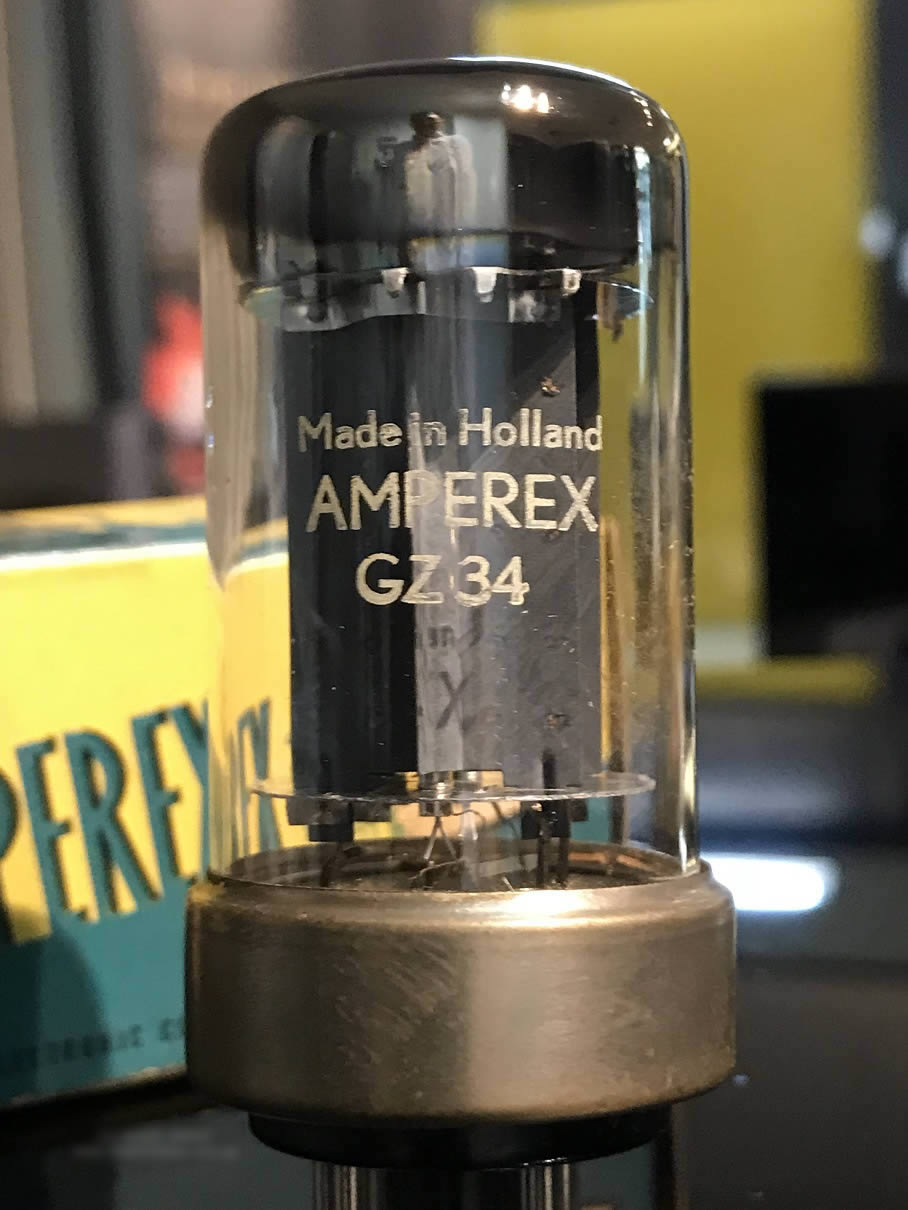 Made in Holland
AMPEREX
GZ 34
PEREX